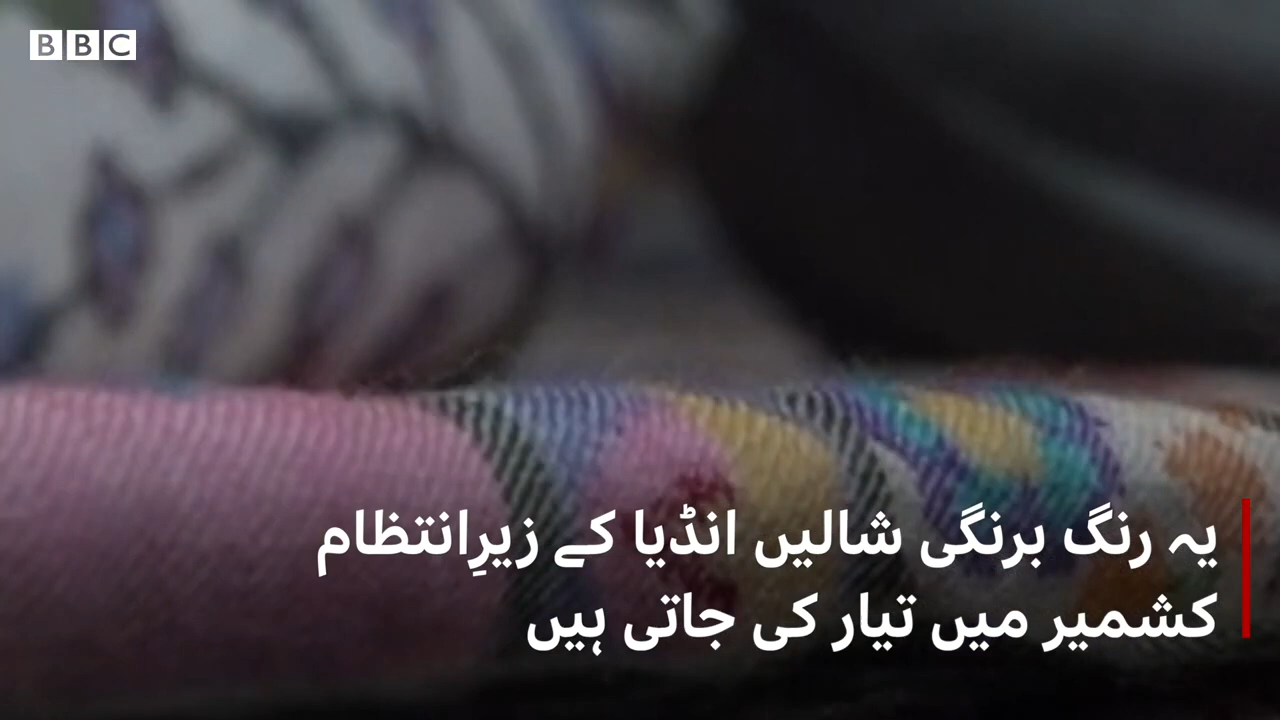 BBC
یہ رنگ برنگی شالیں انڈیا کے زیرِانتظام
کشمیر میں تیار کی جاتی ہیں